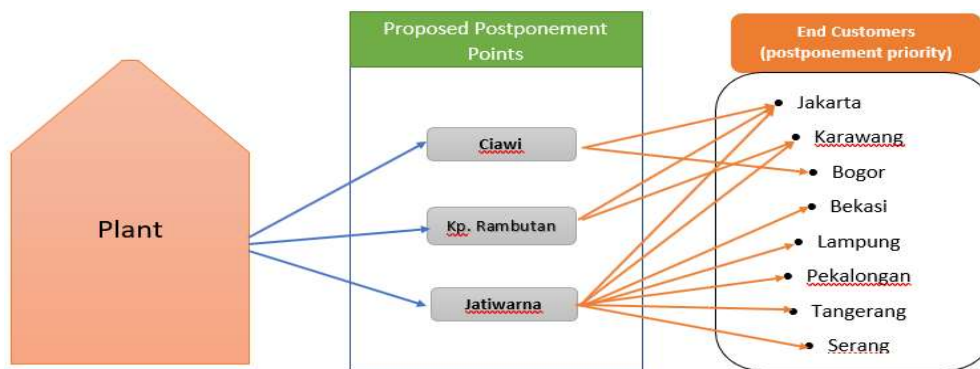 Proposed Postponement
Points
End Customers
(postponement priority)
Plant
Ciawi
Kp. Rambutan
Jatiwarna
Jakarta
Karawang
Bogor
Bekasi
Lampung
Pekalongan
Tangerang
Serang